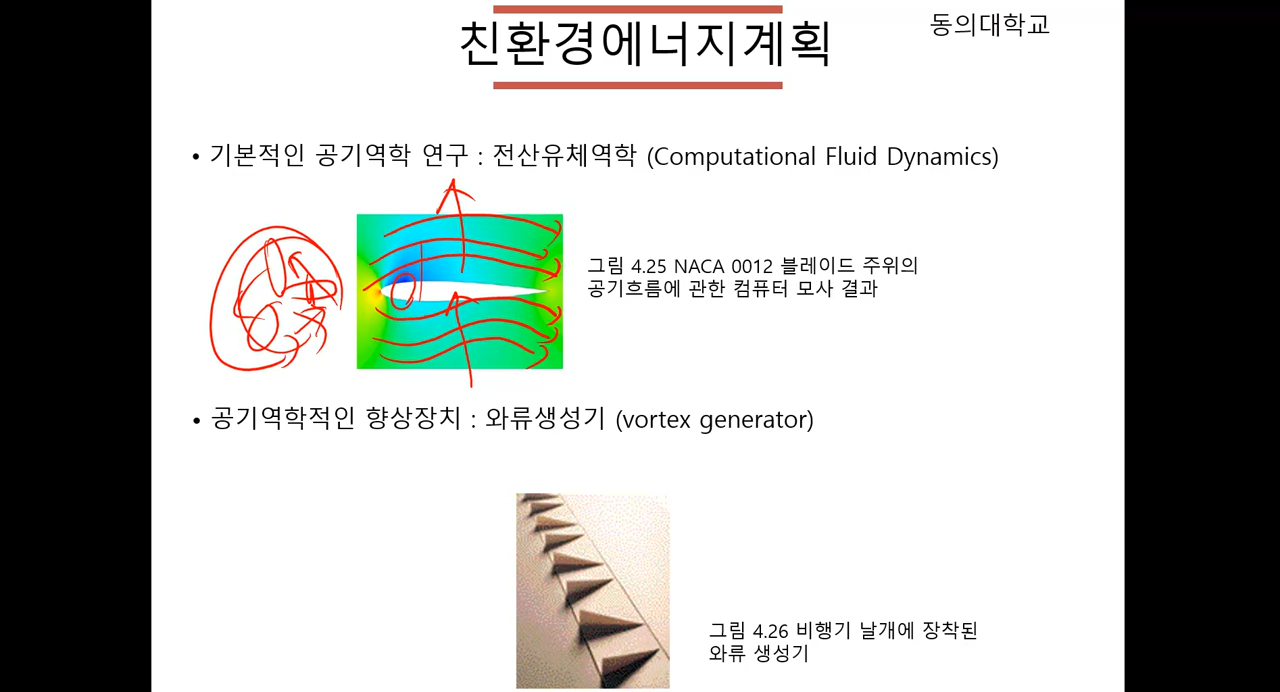 친환경에너지계획
동의대학교
• 기본적인 공기역학 연구 : 전산유체역학 (Computational Fluid Dynamics)
그림 4.25 NACA 0012 블레이드 주위의
공기흐름에 관한 컴퓨터 모사 결과
• 공기역학적인 향상장치 : 와류생성기 (vortex generator)
그림 4.26 비행기 날개에 장착된
와류 생성기